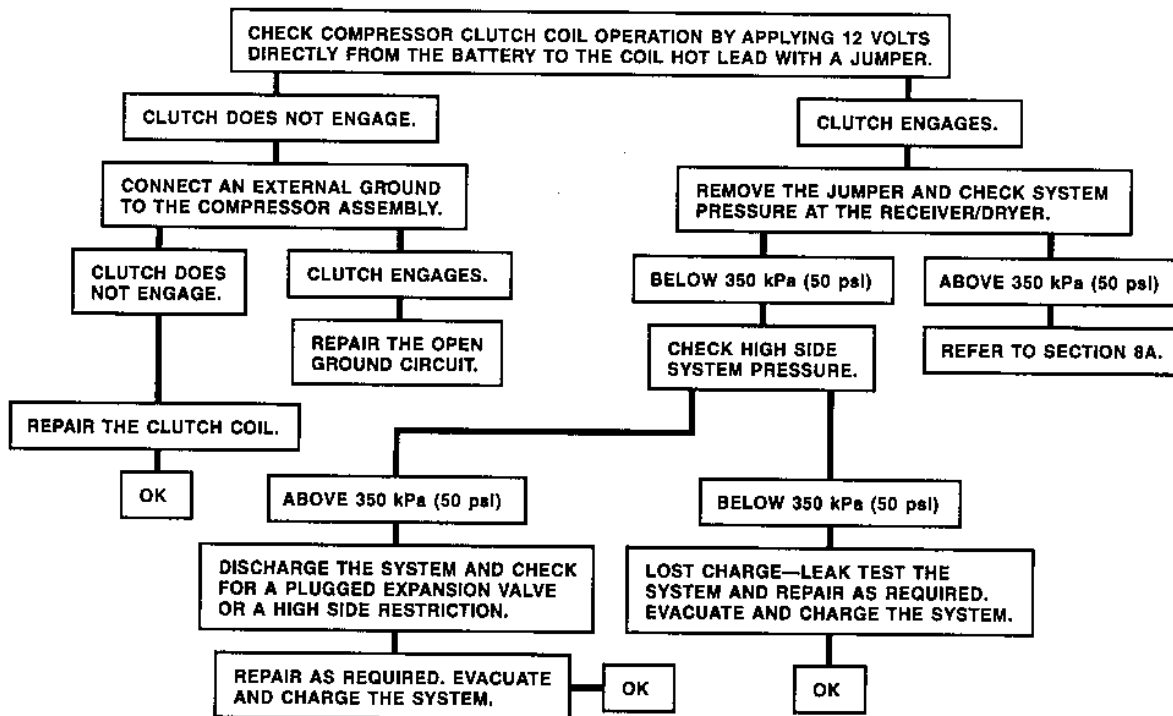 CHECK COMPRESSOR CLUTCH COIL OPERATION BY APPLYING 12 VOLTS
DIRECTLY FROM THE BATTERY TO THE COIL HOT LEAD WITH A JUMPER.
CLUTCH DOES NOT ENGAGE.
CLUTCH ENGAGES.
CONNECT AN EXTERNAL GROUND
TO THE COMPRESSOR ASSEMBLY.
REMOVE THE JUMPER AND CHECK SYSTEM
PRESSURE AT THE RECEIVER/DRYER.
CLUTCH DOES
NOT ENGAGE.
CLUTCH ENGAGES.
BELOW 350 kPa (50 psi)
ABOVE 350 kPa (50 psi)
REPAIR THE OPEN
GROUND CIRCUIT.
CHECK HIGH SIDE
SYSTEM PRESSURE.
REFER TO SECTION 8A.
REPAIR THE CLUTCH COIL.
OK
ABOVE 350 kPa (50 psi)
BELOW 350 kPa (50 psi)
DISCHARGE THE SYSTEM AND CHECK
FOR A PLUGGED EXPANSION VALVE
OR A HIGH SIDE RESTRICTION.
LOST CHARGE—LEAK TEST THE
SYSTEM AND REPAIR AS REQUIRED.
EVACUATE AND CHARGE THE SYSTEM.
REPAIR AS REQUIRED. EVACUATE
AND CHARGE THE SYSTEM.
OK
OK